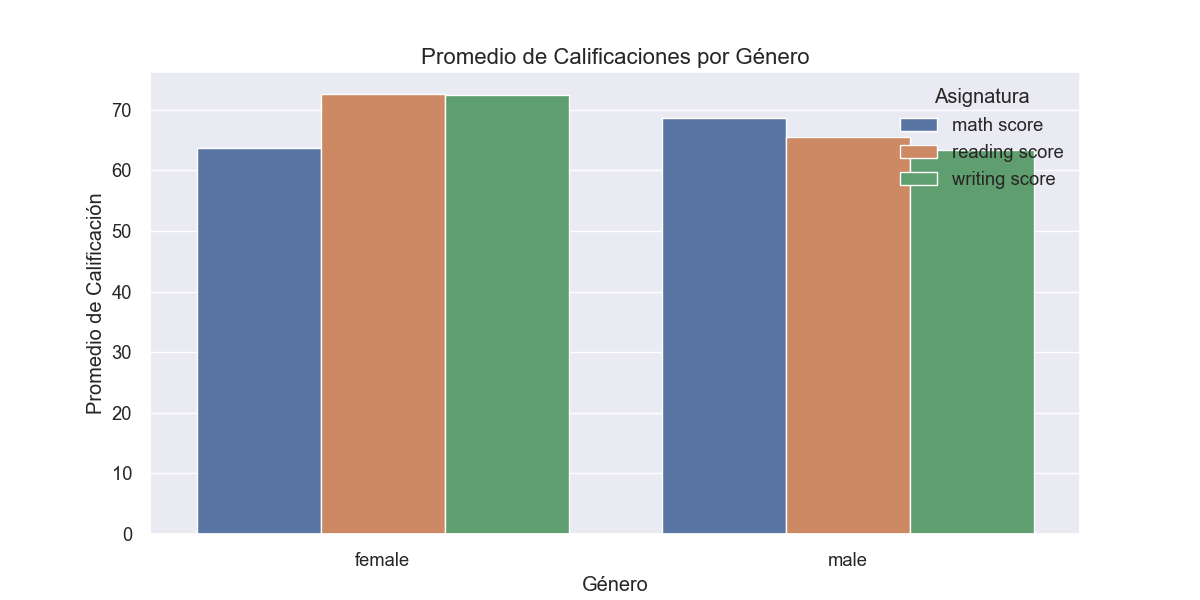 Promedio de Calificaciones por Género
Asignatura
math score
reading score
writing score
Promedio de Calificación
70
60
50
40
30
20
10
0
female
male
Género